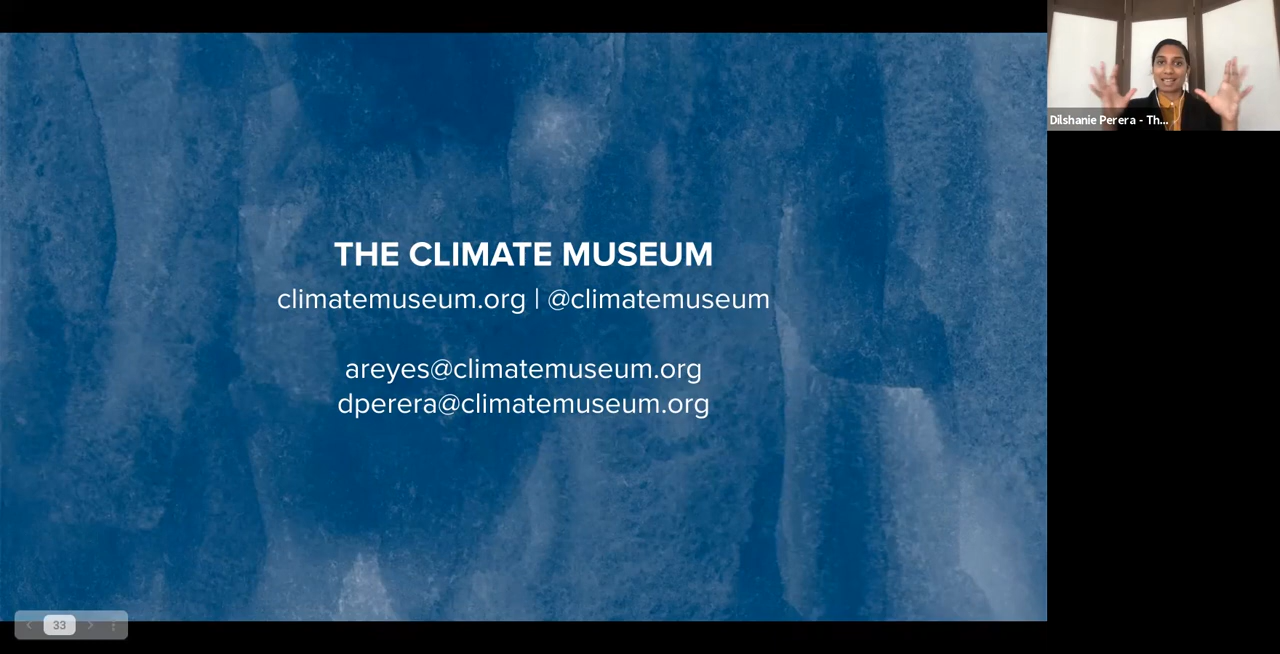 THE CLIMATE MUSEUM
climatemuseum.org | @climatemuseum
areyes@climatemuseum.org
dperera@climatemuseum.org
Dilshanie Perera - Th...
33